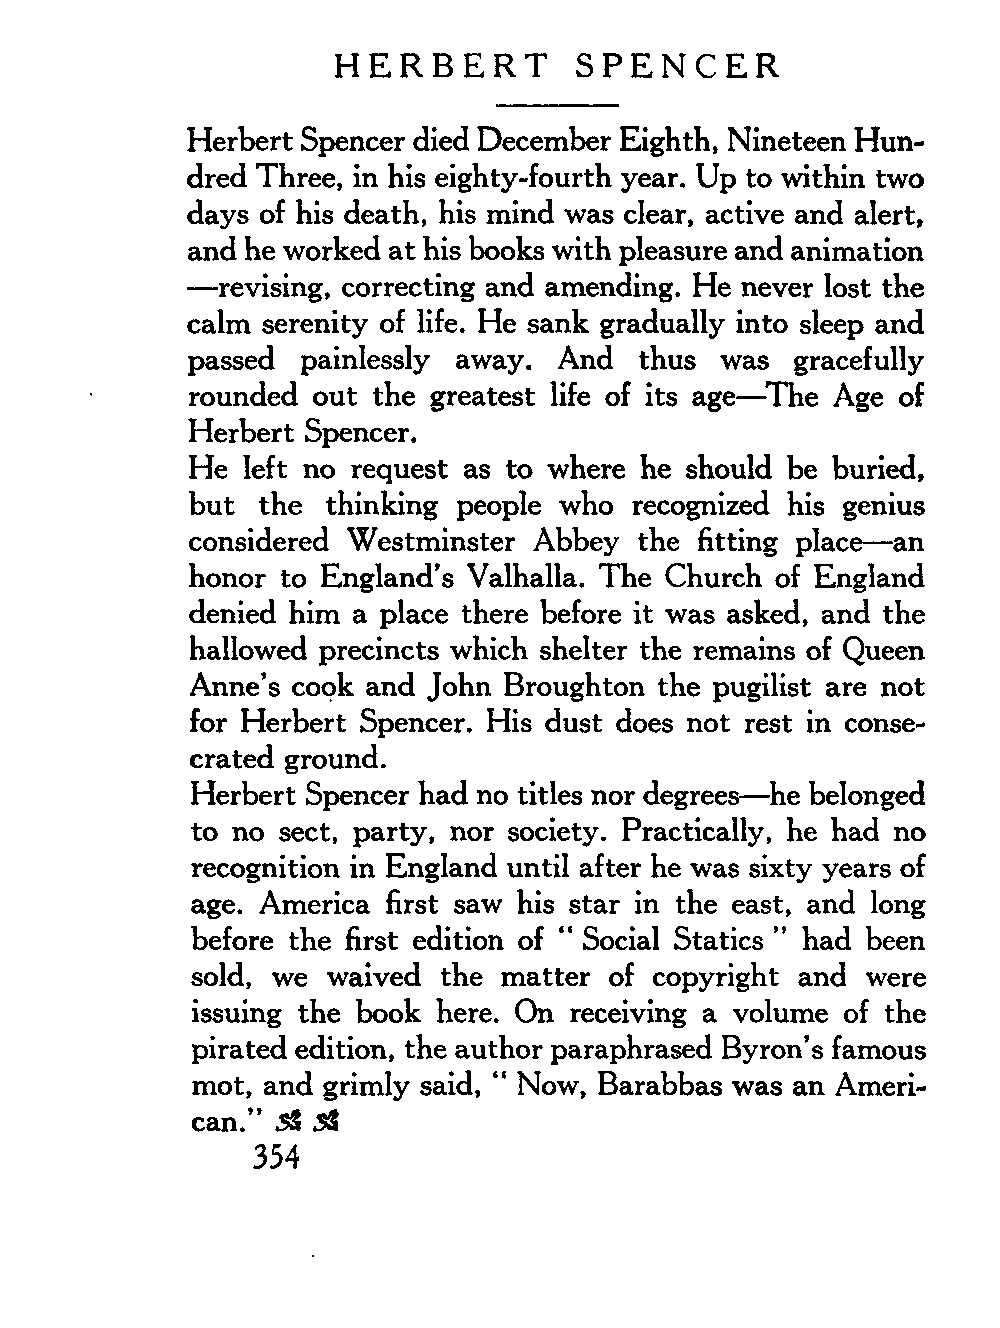 HERBERT SPENCER
Herbert Spencer died December Eighth, Nineteen Hun-
dred Three, in his eighty-fourth year. Up to within two
days of his death, his mind was clear, active and alert,
and he worked at his books with pleasure and animation
—revising, correcting and amending. He never lost the
calm serenity of life. He sank gradually into sleep and
passed painlessly away. And thus was gracefully
rounded out the greatest life of its age—The Age of
Herbert Spencer.
He left no request as to where he should be buried,
but the thinking people who recognized his genius
considered Westminster Abbey the fitting place—an
honor to England's Valhalla. The Church of England
denied him a place there before it was asked, and the
hallowed precincts which shelter the remains of Queen
Anne's cook and John Broughton the pugilist are not
for Herbert Spencer. His dust does not rest in conse-
crated ground.
Herbert Spencer had no titles nor degrees—he belonged
to no sect, party, nor society. Practically, he had no
recognition in England until after he was sixty years of
age. America first saw his star in the east, and long
before the first edition of " Social Statics " had been
sold, we waived the matter of copyright and were
issuing the book here. On receiving a volume of the
pirated edition, the author paraphrased Byron's famous
mot, and grimly said, " Now, Barabbas was an Ameri-
can."
354